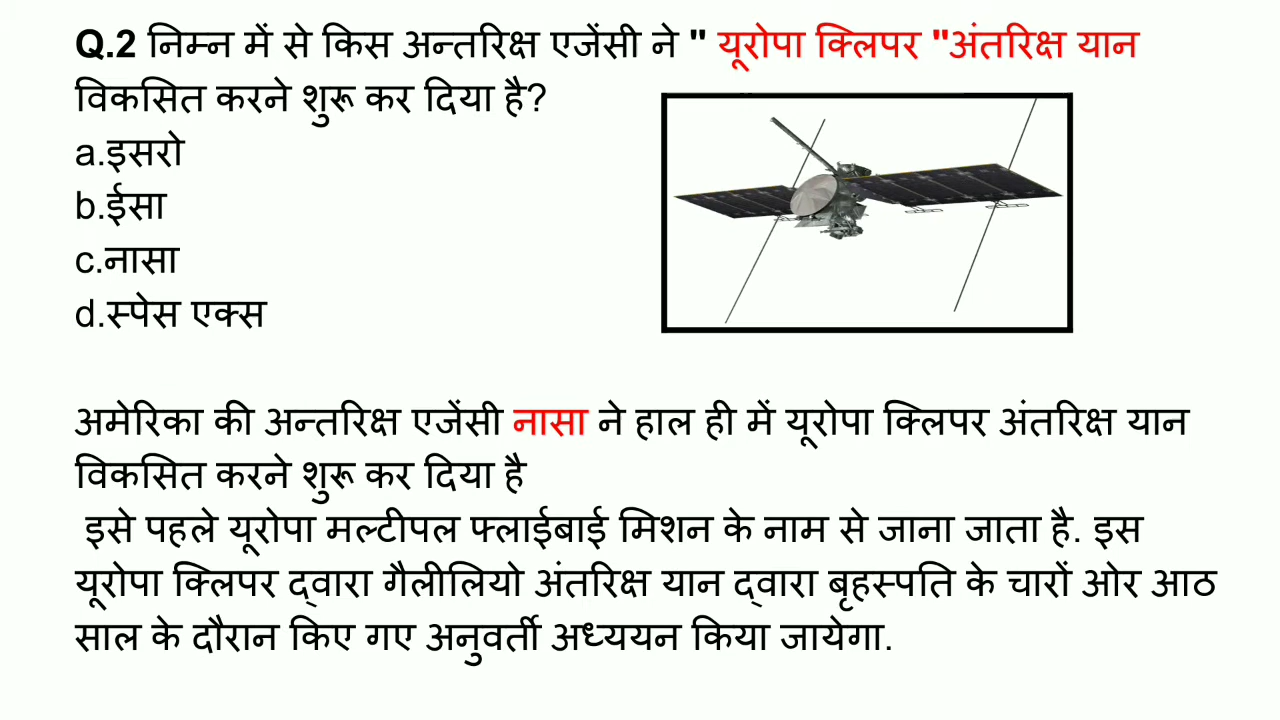 Q.2 निम्न में से किस अन्तरिक्ष एजेंसी ने " यूरोपा क्लिपर "अंतरिक्ष यान
विकसित करने शुरू कर दिया है?
a.इसरो
b.ईसा
c.नासा
d.स्पेस एक्स
अमेरिका की अन्तरिक्ष एजेंसी नासा ने हाल ही में यूरोपा क्लिपर अंतरिक्ष यान
विकसित करने शुरू कर दिया है
इसे पहले यूरोपा मल्टीपल फ्लाईबाई मिशन के नाम से जाना जाता है. इस
यूरोपा क्लिपर द्वारा गैलीलियो अंतरिक्ष यान द्वारा बृहस्पति के चारों ओर आठ
साल के दौरान किए गए अनुवर्ती अध्ययन किया जायेगा.